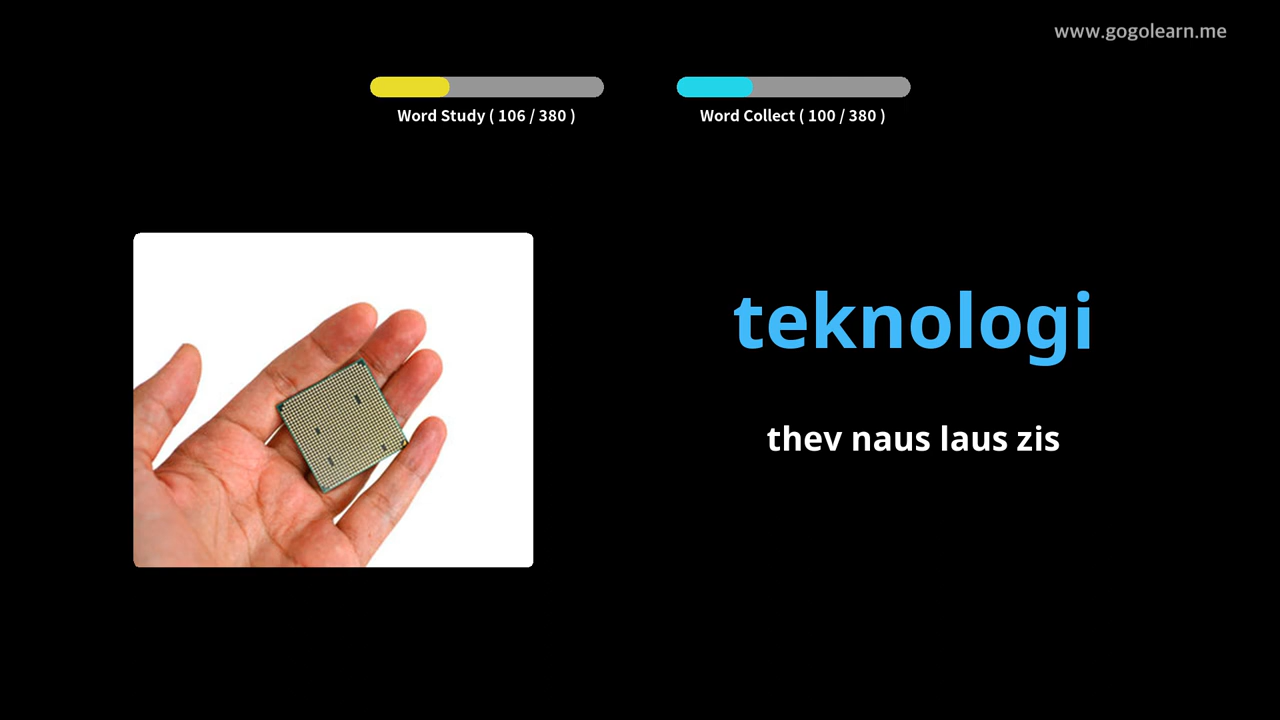 www.gogolearn.me
Word Study ( 106 / 380 )
Word Collect ( 100 / 380 )
teknologi
thev naus laus zis